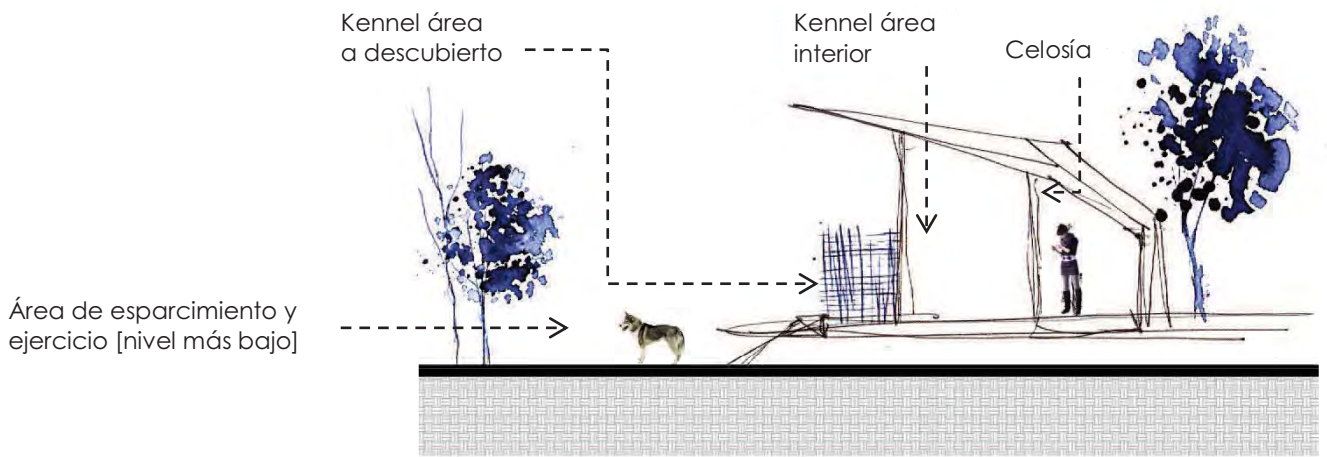 Kennel área
a descubierto
Kennel área
interior
Celosía
Área de esparcimiento y
ejercicio [nivel más bajo]